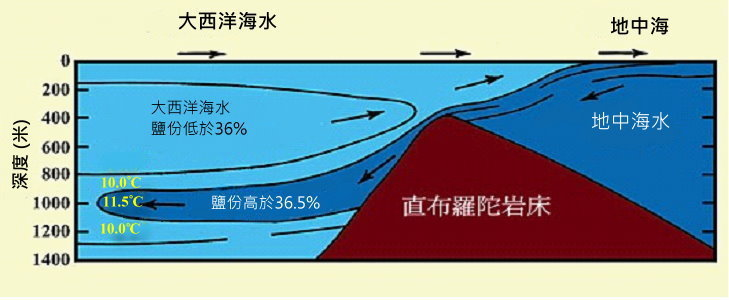 大西洋海水
地中海
0
200
400
600
800
1000
1200
1400
深度 (米)
大西洋海水
鹽份低於36%
地中海水
10.0°C
11.5°C
10.0°C
鹽份高於36.5%
直布羅陀岩床